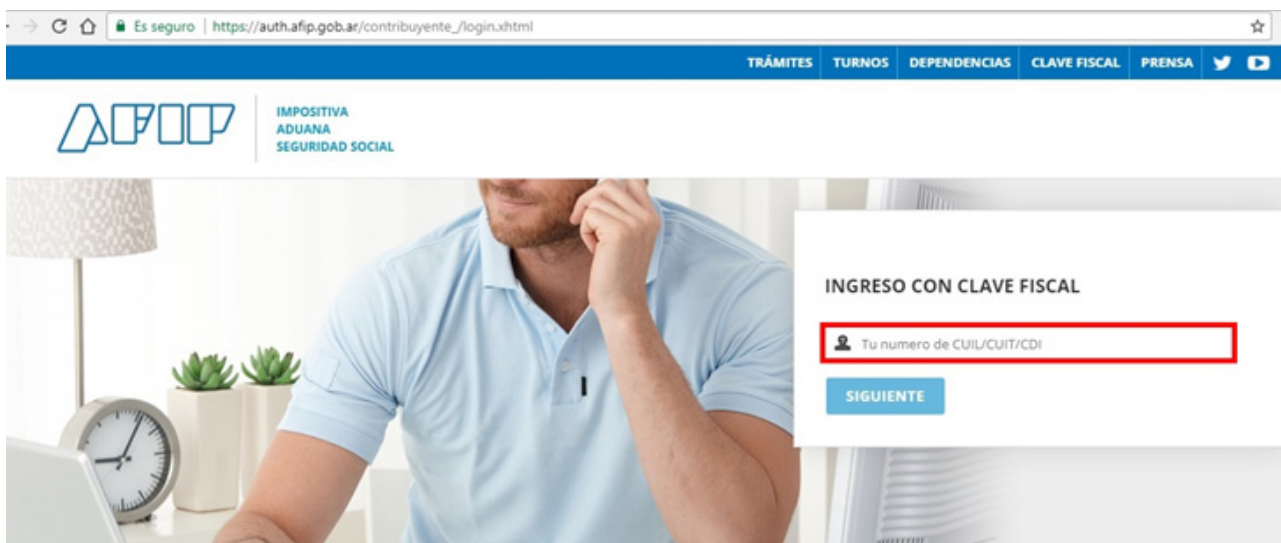 Es seguro | https://auth.afip.gob.ar/contribuyente_/login.xhtml
TRÁMITES TURNOS DEPENDENCIAS CLAVE FISCAL PRENSA
AFIP
IMPOSITIVA
ADUANA
SEGURIDAD SOCIAL
INGRESO CON CLAVE FISCAL
Tu numero de CUIL/CUIT/CDI
SIGUIENTE